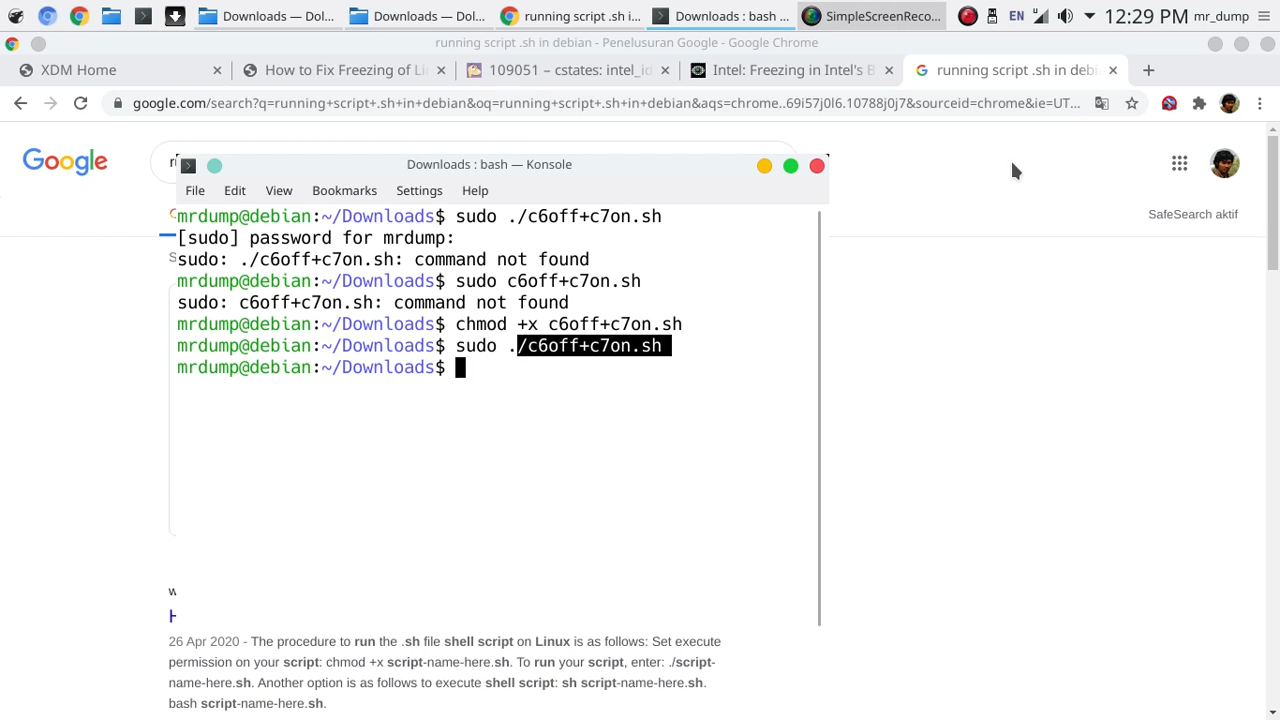 Downloads — Dol...
Downloads — Dol...
running script .sh i...
Downloads : bash ...
SimpleScreenReco...
EN
12:29 PM
mr_dump
running script .sh in debian - Penelusuran Google - Google Chrome
XDM Home
How to Fix Freezing of Li
109051 – cstates: intel_id
Intel: Freezing in Intel's B
running script .sh in debi
google.com/search?q=running+script+.sh+in+debian&oq=running+script+.sh+in+debian&aqs=chrome..69i57j0l6.10788j0j7&sourceid=chrome&ie=UT...
Google
Downloads : bash — Konsole
File Edit View Bookmarks Settings Help
SafeSearch aktif
mrdump@debian:~/Downloads$ sudo ./c6off+c7on.sh
[sudo] password for mrdump:
sudo: ./c6off+c7on.sh: command not found
mrdump@debian:~/Downloads$ sudo c6off+c7on.sh
sudo: c6off+c7on.sh: command not found
mrdump@debian:~/Downloads$ chmod +x c6off+c7on.sh
mrdump@debian:~/Downloads$ sudo ./c6off+c7on.sh
mrdump@debian:~/Downloads$
w
H
26 Apr 2020 - The procedure to run the .sh file shell script on Linux is as follows: Set execute
permission on your script: chmod +x script-name-here.sh. To run your script, enter: ./script-
name-here.sh. Another option is as follows to execute shell script: sh script-name-here.sh.
bash script-name-here.sh.